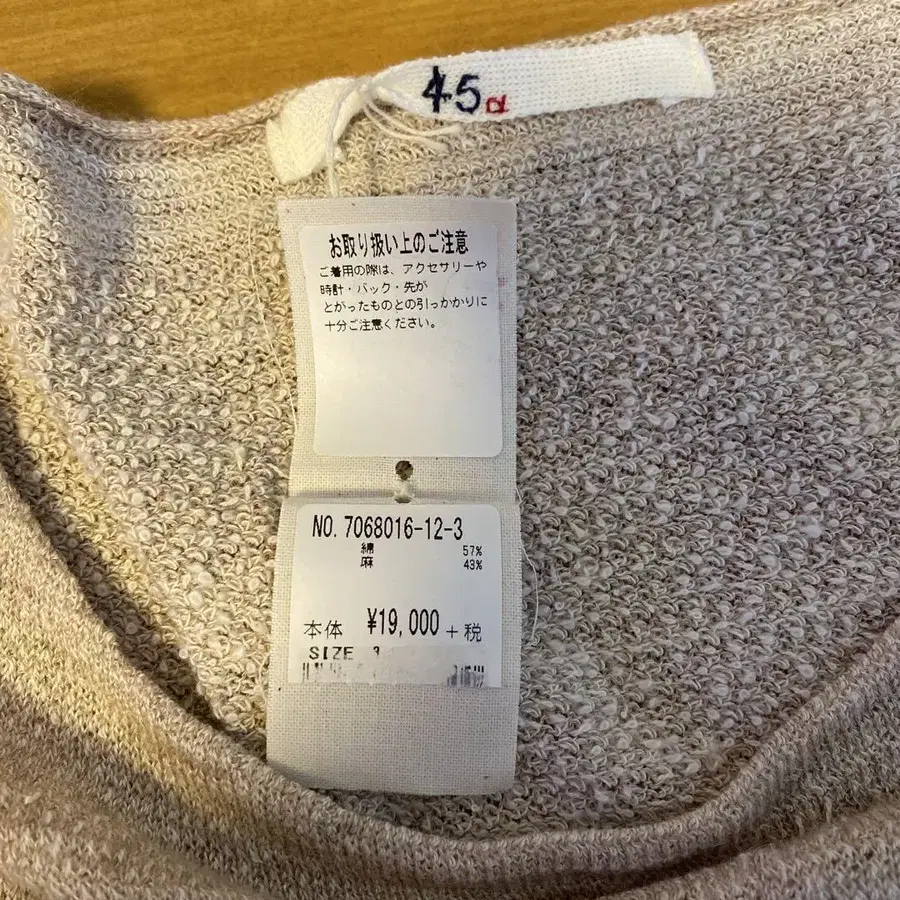 45R
お取り扱い上のご注意
ご着用の際は、アクセサリーや
時計・バック・先が
とがったものとの引っかかりに
十分ご注意ください。
NO. 7068016-12-3
綿 57%
麻 43%
本体 ¥19,000 +税
SIZE 3